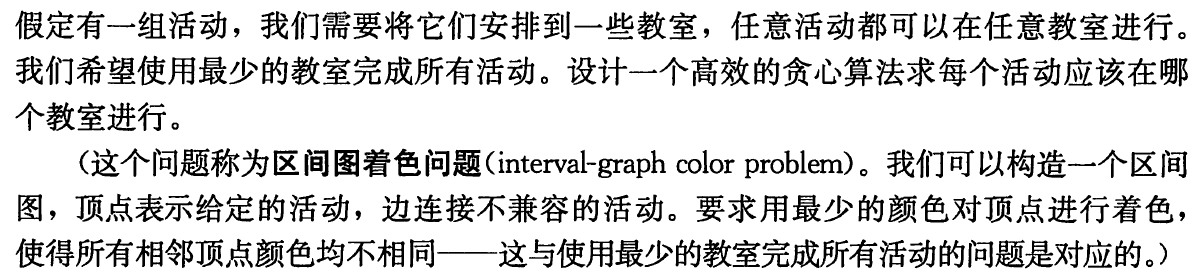 假定有一组活动，我们需要将它们安排到一些教室，任意活动都可以在任意教室进行。
我们希望使用最少的教室完成所有活动。设计一个高效的贪心算法求每个活动应该在哪
个教室进行。
（这个问题称为区间图着色问题(interval-graph color problem)。我们可以构造一个区间
图，顶点表示给定的活动，边连接不兼容的活动。要求用最少的颜色对顶点进行着色，
使得所有相邻顶点颜色均不相同——这与使用最少的教室完成所有活动的问题是对应的。）